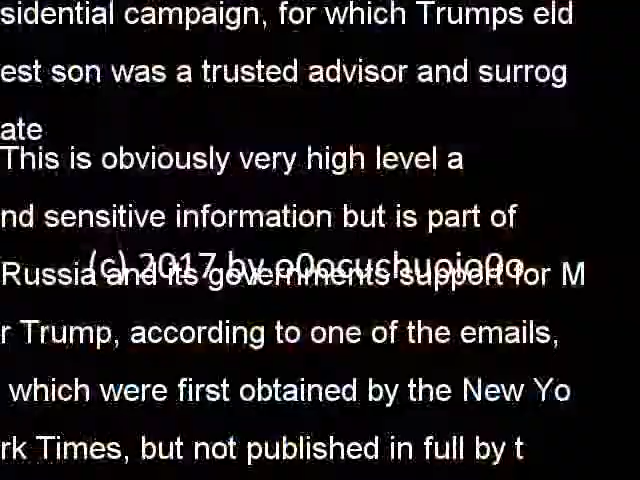 sidential campaign, for which Trumps eld
est son was a trusted advisor and surrog
ate
This is obviously very high level a
nd sensitive information but is part of
(c) 2017 by
Russia and its governments support for M
r Trump, according to one of the emails,
which were first obtained by the New Yo
rk Times, but not published in full by t